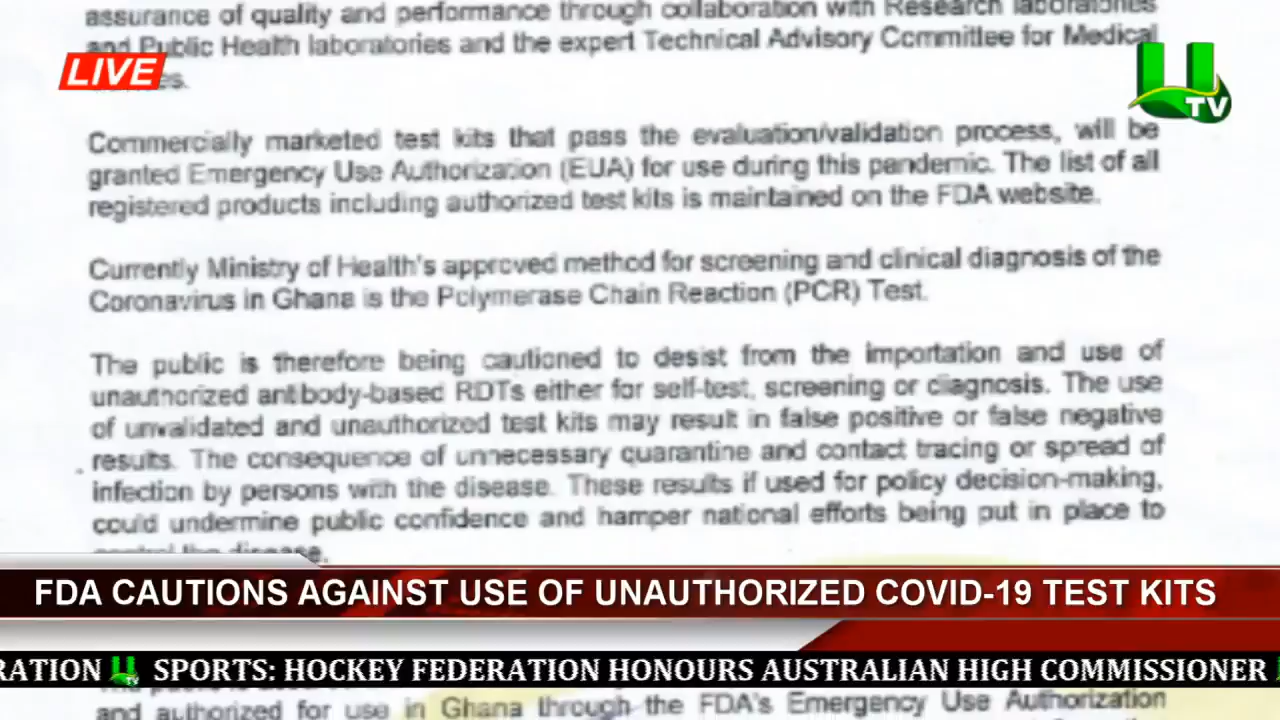 assurance of quality and performance through collaboration with Research laboratories
and Public Health laboratories and the expert Technical Advisory Committee for Medical
LIVE
UTV
Commercially marketed test kits that pass the evaluation/validation process, will be
granted Emergency Use Authorization (EUA) for use during this pandemic. The list of all
registered products including authorized test kits is maintained on the FDA website.
Currently Ministry of Health's approved method for screening and clinical diagnosis of the
Coronavirus in Ghana is the Polymerase Chain Reaction (PCR) Test.
The public is therefore being cautioned to desist from the importation and use of
unauthorized antibody-based RDTs either for self-test, screening or diagnosis. The use
of unvalidated and unauthorized test kits may result in false positive or false negative
results. The consequence of unnecessary quarantine and contact tracing or spread of
infection by persons with the disease. These results if used for policy decision-making,
could undermine public confidence and hamper national efforts being put in place to
control the disease.
FDA CAUTIONS AGAINST USE OF UNAUTHORIZED COVID-19 TEST KITS
RATION UTV SPORTS: HOCKEY FEDERATION HONOURS AUSTRALIAN HIGH COMMISSIONER
and authorized for use in Ghana through the FDA's Emergency Use Authorization